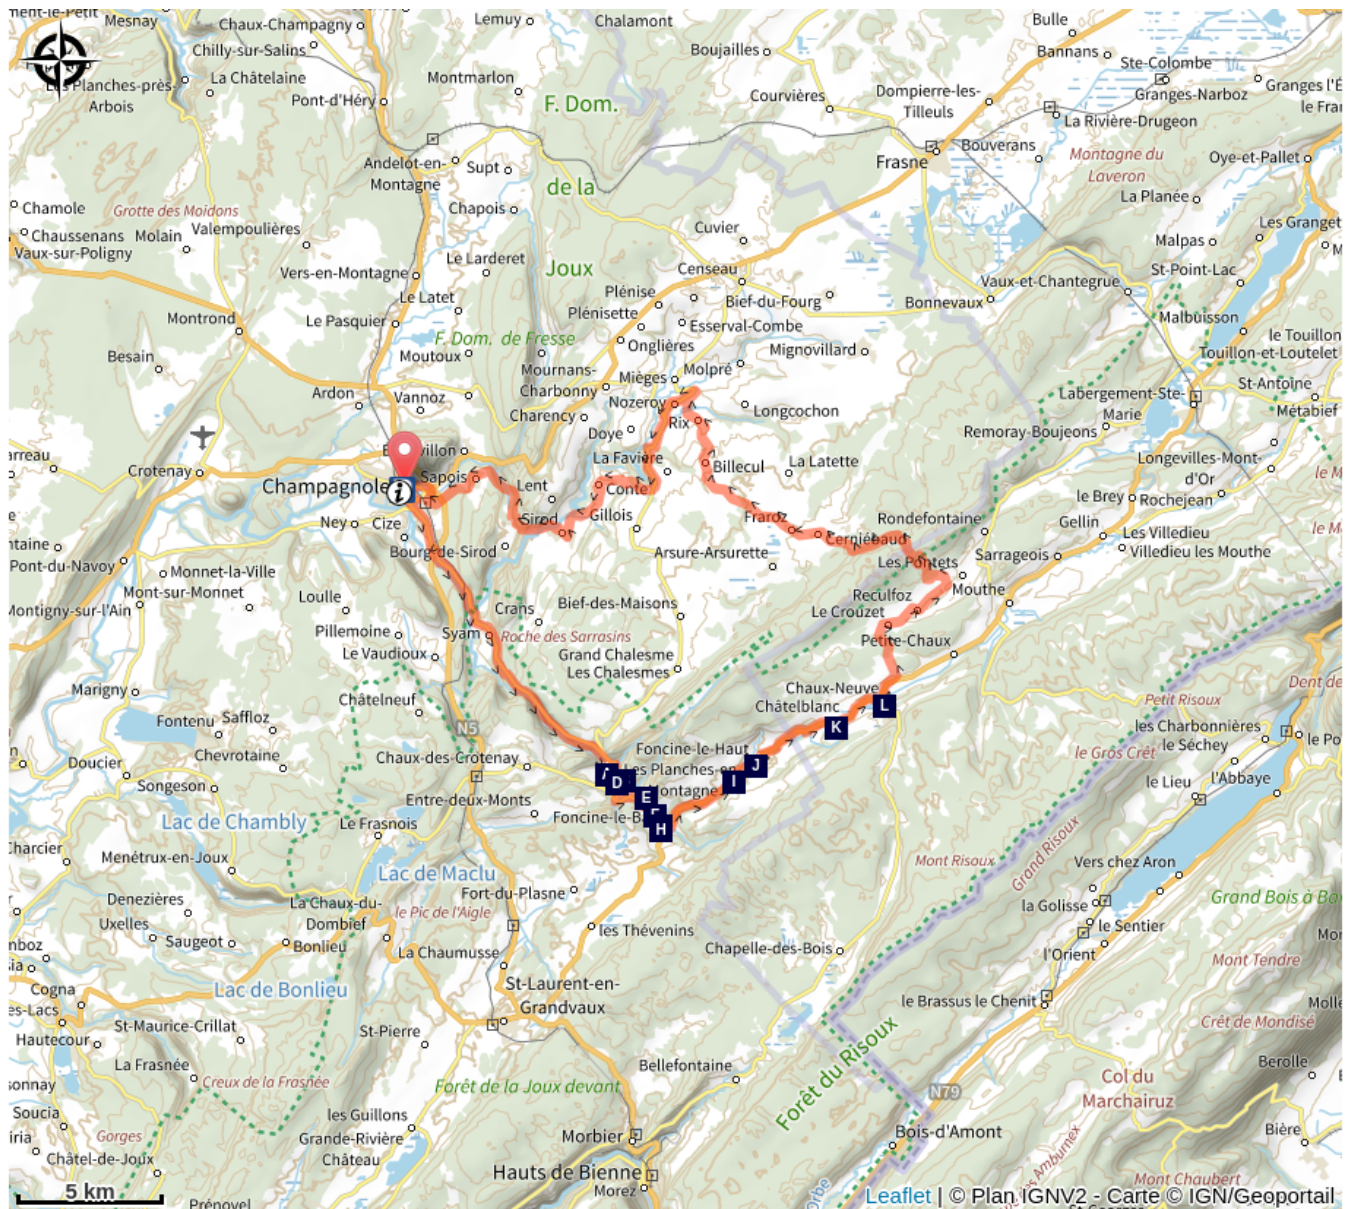 Mesnay
Champagnole
Chaux-Champagny
Lemuy
Chalamont
Bulle
Chilly-sur-Salins
Boujailles
Bannans
Ste-Colombe
Les Planches-près-
Arbois
La Châtelaine
Montmarlon
Granges-Narboz
Pont-d'Héry
F. Dom.
Courvières
Dompierre-les-
Tilleuls
La Rivière-Drugeon
Andelot-en-
Montagne
Supt
Frasne
Bouverans
Montagne du
Laveron
Oye-et-Pallet
de la
La Planée
Chamole
Grotte des Moidons
Chapois
Les Granget
Chaussenans
Molain
Valempoulières
Cuvier
Malpas
Vaux-sur-Poligny
Vers-en-Montagne
Le Larderet
Joux
Censeau
St-Point-Lac
Vaux-et-Chantegrue
Le Latet
Plénise
Bief-du-Fourg
Bonnevaux
Montrond
Le Pasquier
Plénisette
Esserval-Combe
Malbuisson
F. Dom. de Fresse
Onglières
Mignovillard
le Touillon
Touillon-et-Loutelet
Besain
Moutoux
Mournans-
Charbonny
Mièges
Molpré
St-Antoine
Ardon
Vannoz
Nozeroy
Longcochon
Labergement-Ste-
Marie
Métabief
Charency
Rix
Doye
Remoray-Boujeons
Crotenay
Sapois
La Favière
Billecul
La Latette
Longevilles-Mont-
d'Or
Lent
Conte
le Brey
Rochejean
Ney
Cize
Sirod
Gillois
Fraroz
Rondefontaine
Gellin
Cerniébaud
Les Villedieu
Villedieu les Mouthe
Bourg-de-Sirod
Arsure-Arsurette
Les Pontets
Sarrageois
Pont-du-Navoy
Monnet-la-Ville
Mont-sur-Monnet
Mouthe
Loulle
Crans
Bief-des-Maisons
Reculfoz
Le Crouzet
Montigny-sur-l'Ain
Pillemoine
Syam
Roche des Sarrasins
Petite-Chaux
Le Vaudioux
Grand Chalesme
Les Chalesmes
Marigny
Châtelneuf
Chaux-Neuve
Châtelblanc
Petit Risoux
Dent de
Fontenu
Saffloz
N5
L
K
les Charbonnières
le Séchey
Chevrotaine
Chaux-des-Crotenay
Foncine-le-Haut
le Gros Crêt
Doucier
Les Planches-en-
Montagne
J
I
D
E
H
le Lieu
l'Abbaye
Songeson
Entre-deux-Monts
Lac de Chambly
Le Frasnois
Foncine-le-Ba
Grand Risoux
Charcier
Menétrux-en-Joux
Lac de Maclu
Mont Risoux
Vers chez Aron
Denezières
La Chaux-du-
Dombief
Fort-du-Plasne
le Pic de l'Aigle
la Golisse
Grand Bois à Ba
Uxelles
Saugeot
Bonlieu
les Thévenins
le Sentier
La Chaumusse
Chapelle-des-Bois
l'Orient
Mont Tendre
Cogna
Lac de Bonlieu
St-Laurent-en-
Grandvaux
le Brassus le Chenit
St-Maurice-Crillat
St-Pierre
Crêt de Mondisé
Hautecour
La Frasnée
Creux de la Frasnée
Bellefontaine
Forêt du Risoux
Berolle
Forêt de la Joux devant
N79
Col du
Marchairuz
les Guillons
Grande-Rivière
Château
Gorges
Morbier
Bois-d'Amont
Bière
Châtel-de-Joux
Hauts de Bienne
Morez
Mont Chaubert
5 km
Prénovel
Leaflet | © Plan IGNV2 - Carte © IGN/Geoportail